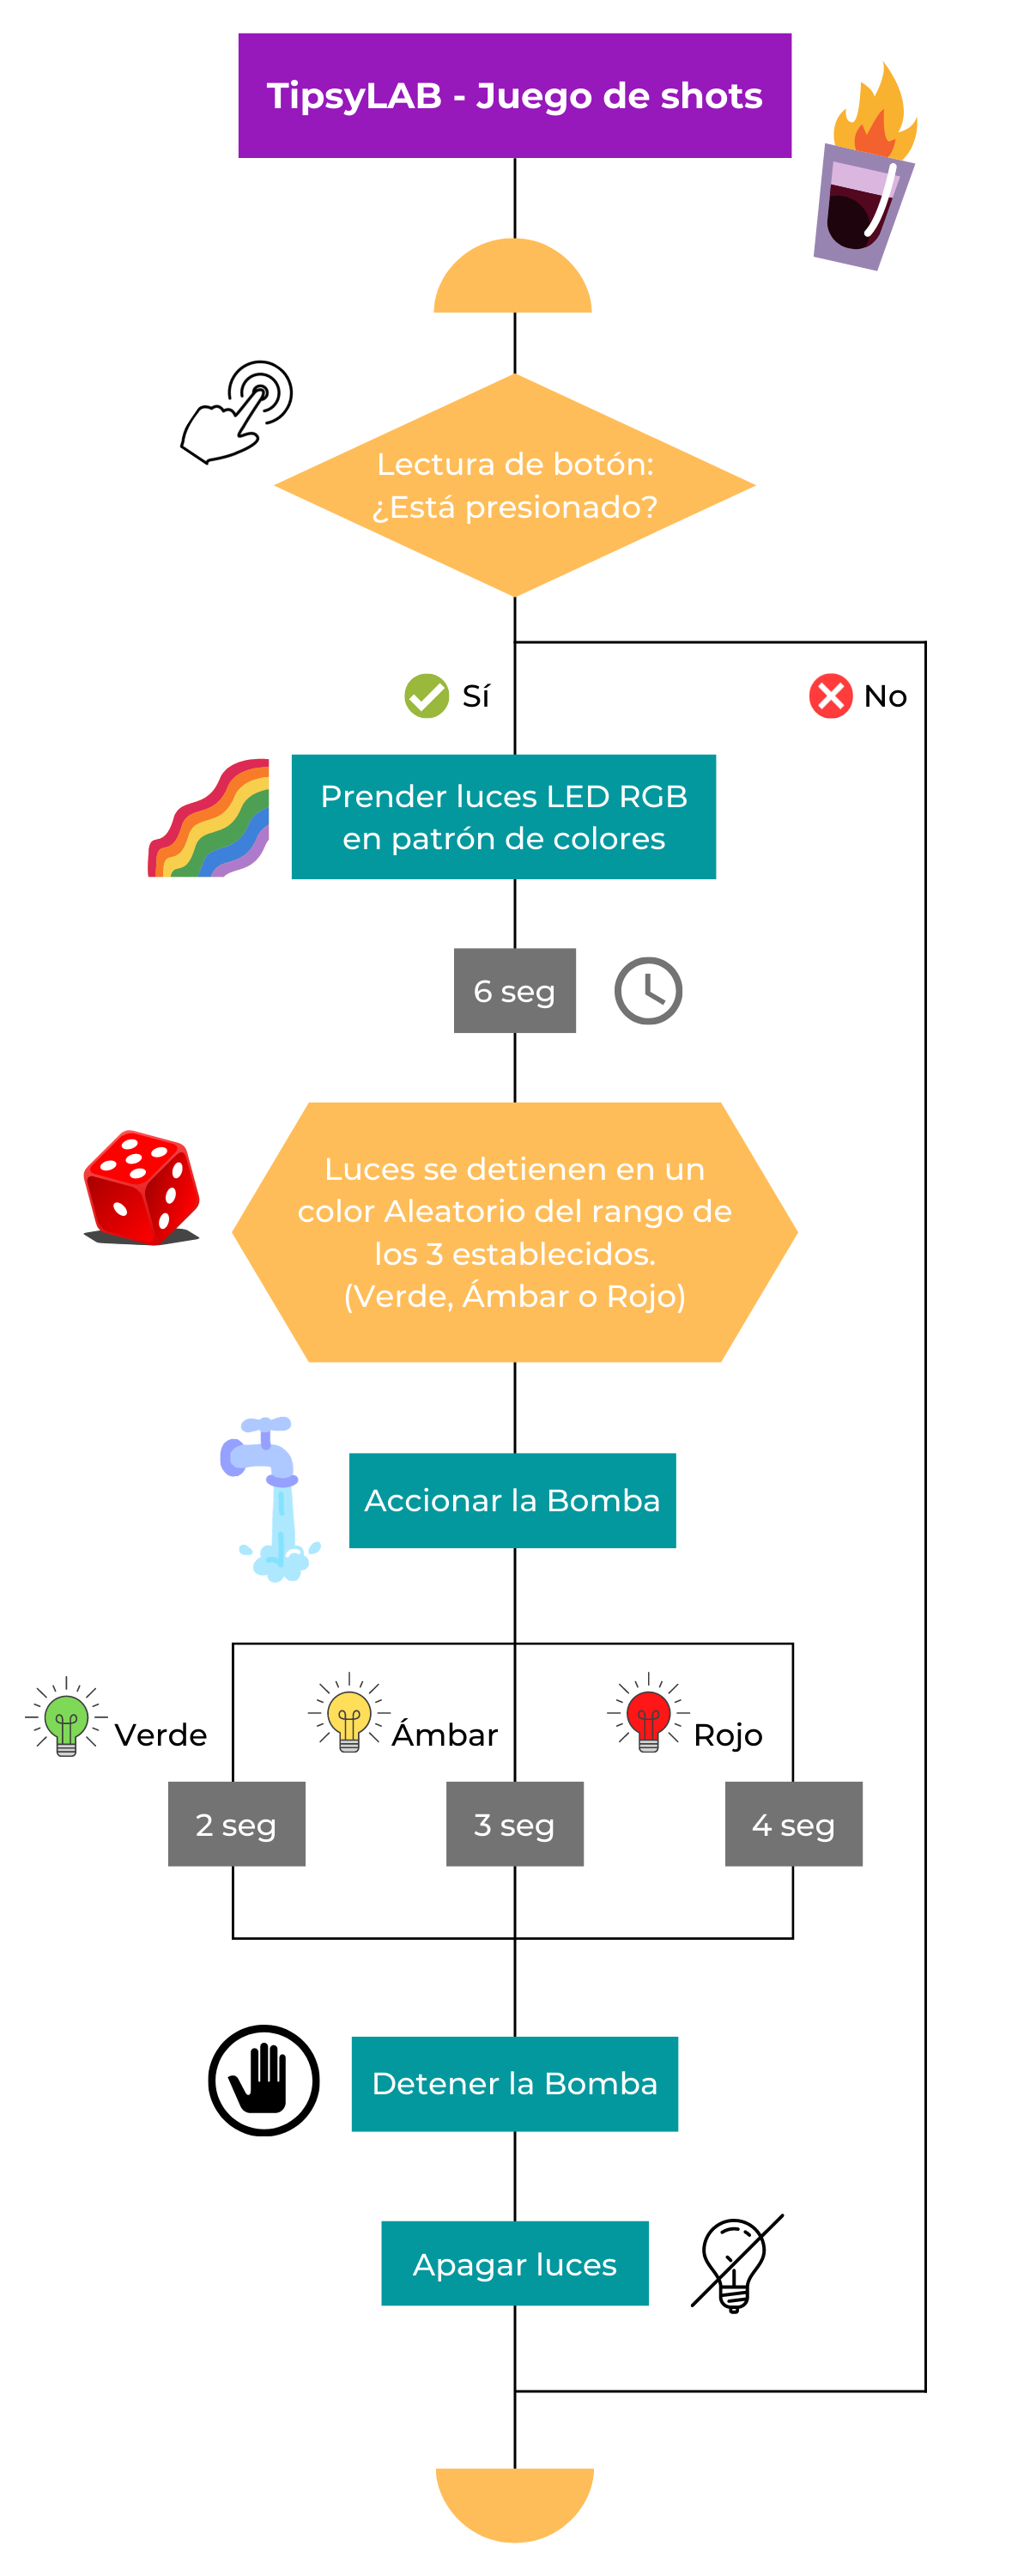 TipsyLAB - Juego de shots
Lectura de botón:
¿Está presionado?
Sí
No
Prender luces LED RGB
en patrón de colores
6 seg
Luces se detienen en un
color Aleatorio del rango de
los 3 establecidos.
(Verde, Ámbar o Rojo)
Accionar la Bomba
Verde
Ámbar
Rojo
2 seg
3 seg
4 seg
Detener la Bomba
Apagar luces